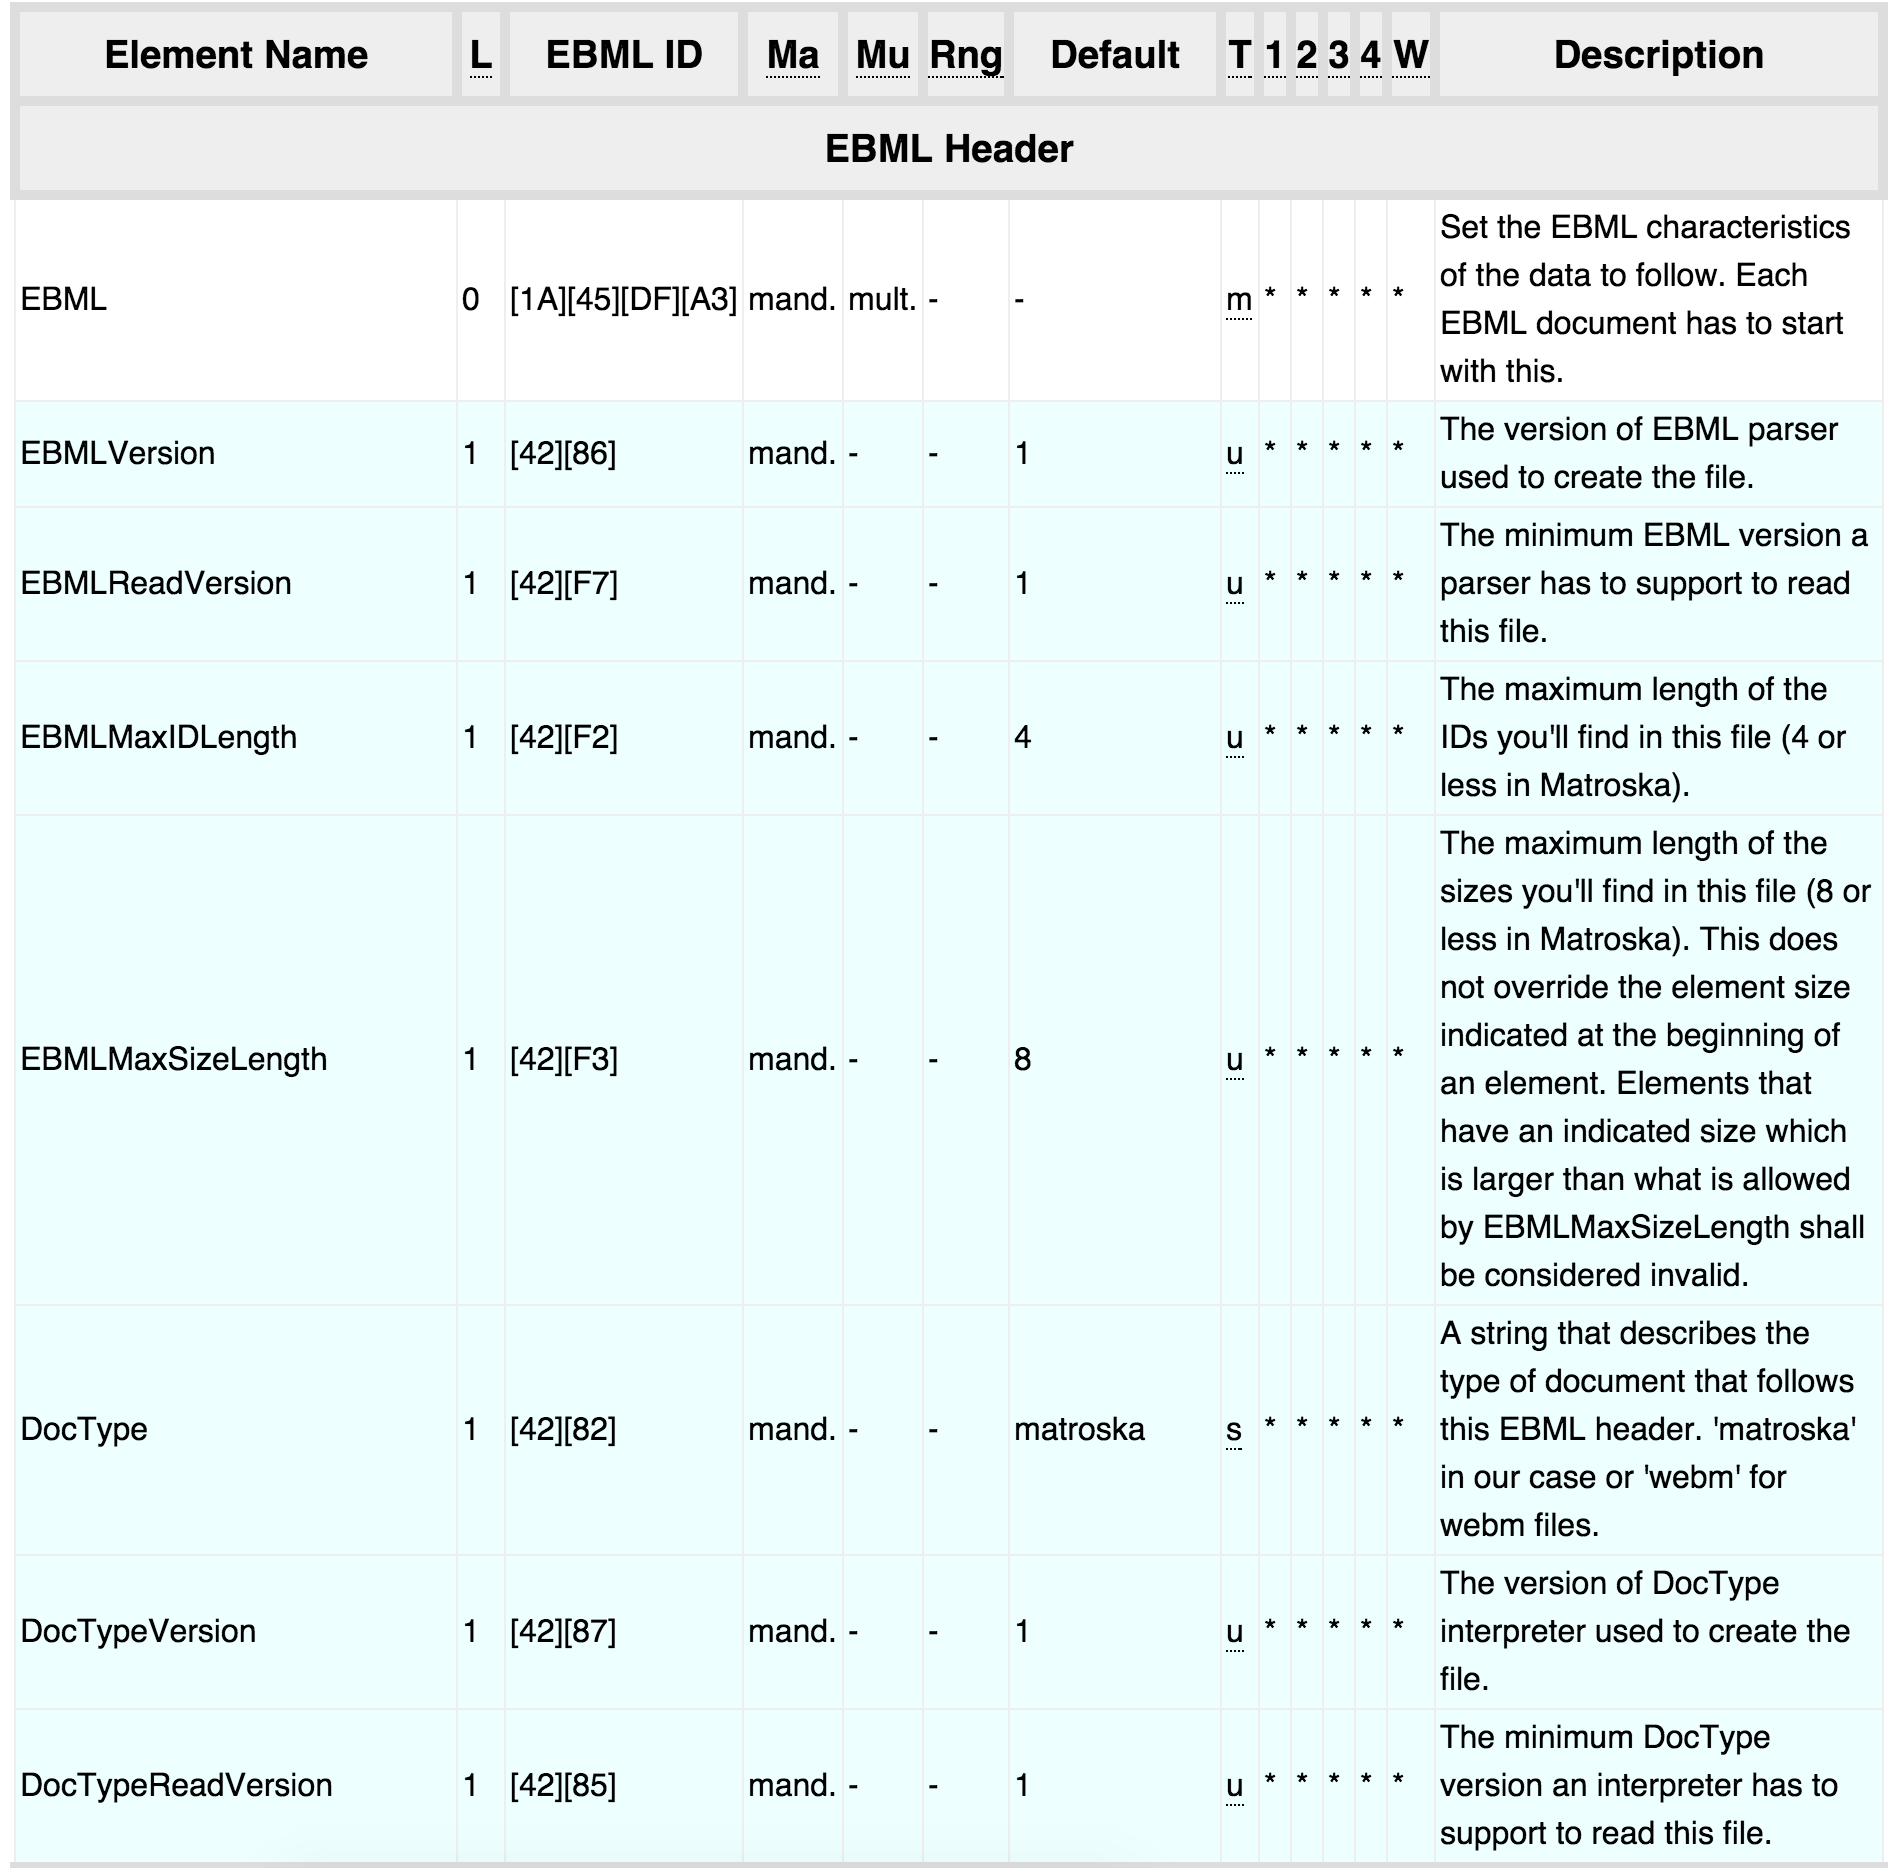 Element Name L EBML ID Ma Mu Rng Default T 1 2 3 4 W Description
EBML Header
EBML 0 [1A][45][DF][A3] mand. mult. - - m * * * * * Set the EBML characteristics
of the data to follow. Each
EBML document has to start
with this.
EBMLVersion 1 [42][86] mand. - - 1 u * * * * * The version of EBML parser
used to create the file.
EBMLReadVersion 1 [42][F7] mand. - - 1 u * * * * * The minimum EBML version a
parser has to support to read
this file.
EBMLMaxIDLength 1 [42][F2] mand. - - 4 u * * * * * The maximum length of the
IDs you'll find in this file (4 or
less in Matroska).
EBMLMaxSizeLength 1 [42][F3] mand. - - 8 u * * * * * The maximum length of the
sizes you'll find in this file (8 or
less in Matroska). This does
not override the element size
indicated at the beginning of
an element. Elements that
have an indicated size which
is larger than what is allowed
by EBMLMaxSizeLength shall
be considered invalid.
DocType 1 [42][82] mand. - - matroska s * * * * * A string that describes the
type of document that follows
this EBML header. 'matroska'
in our case or 'webm' for
webm files.
DocTypeVersion 1 [42][87] mand. - - 1 u * * * * * The version of DocType
interpreter used to create the
file.
DocTypeReadVersion 1 [42][85] mand. - - 1 u * * * * * The minimum DocType
version an interpreter has to
support to read this file.